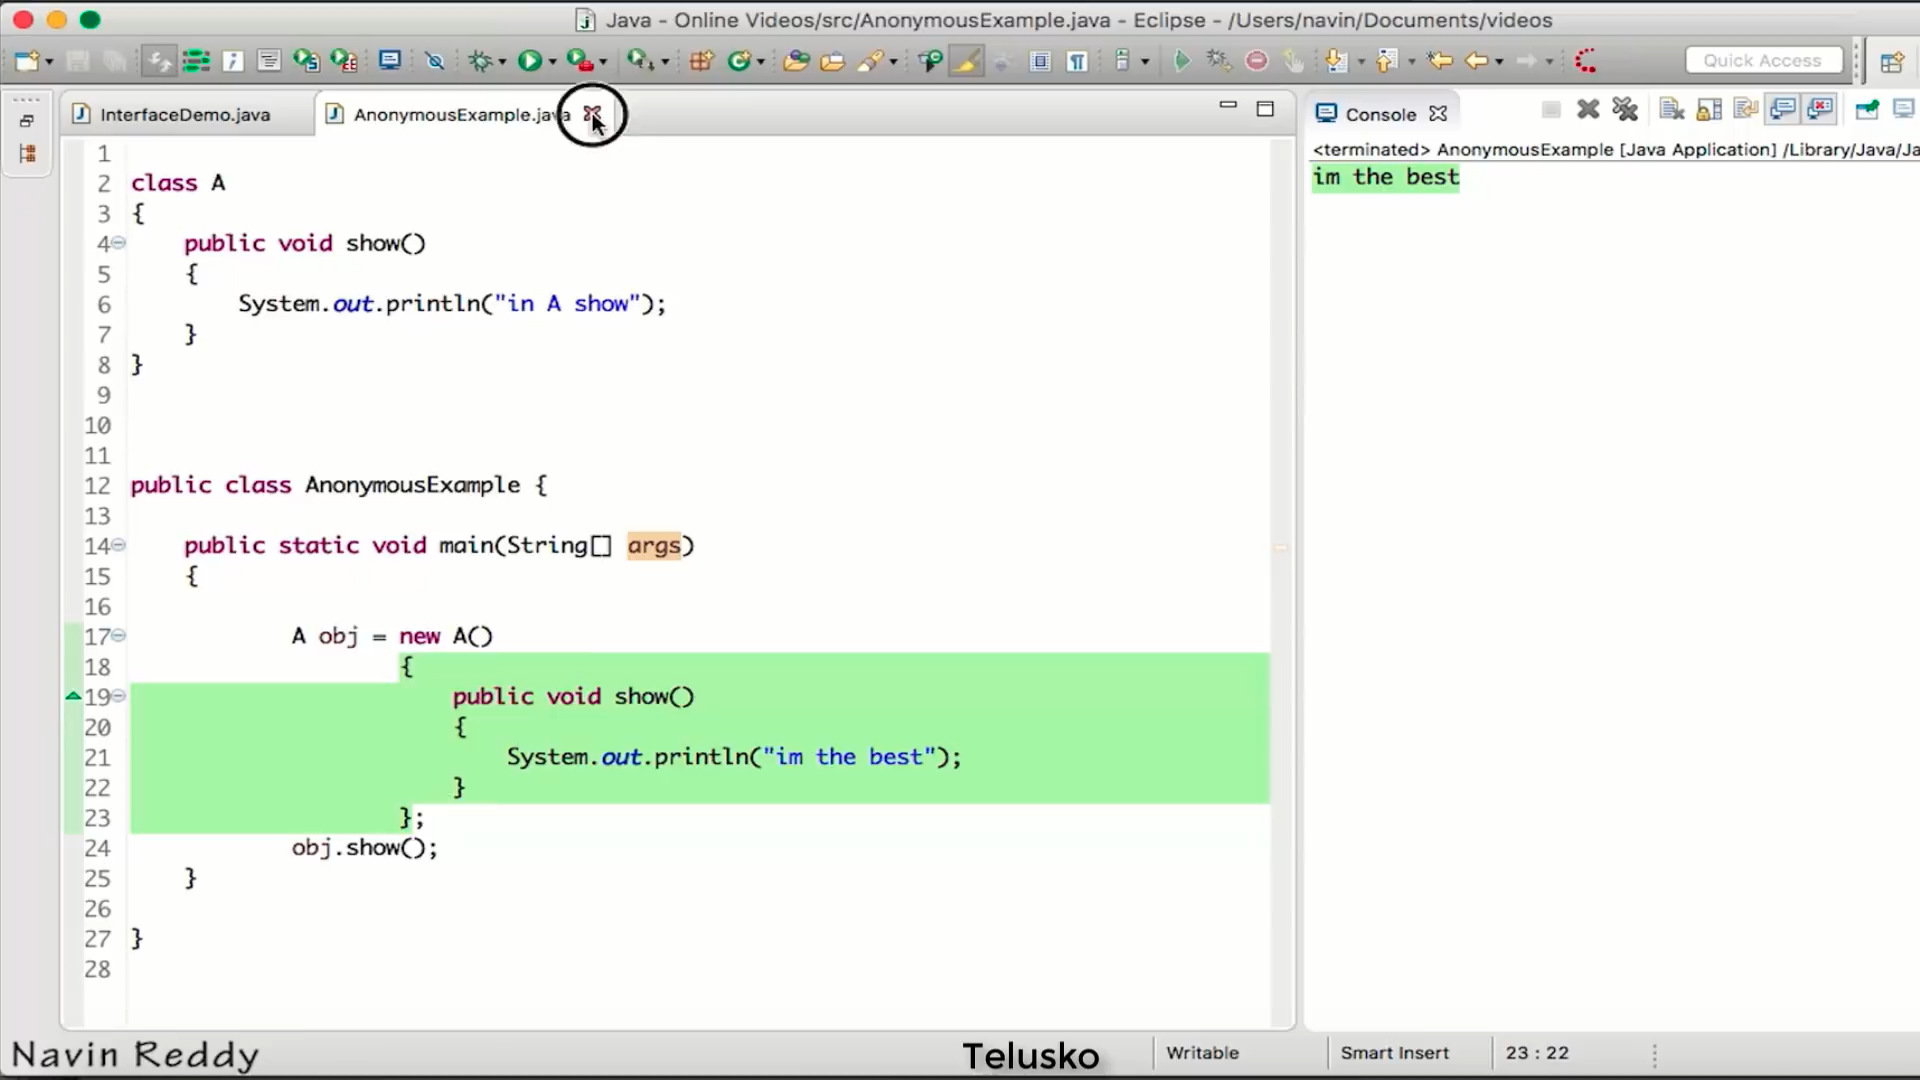 Java - Online Videos/src/AnonymousExample.java - Eclipse - /Users/navin/Documents/videos
Quick Access
InterfaceDemo.java
AnonymousExample.java
1
2 class A
3 {
4 public void show()
5 {
6 System.out.println("in A show");
7 }
8 }
9
10
11
12 public class AnonymousExample {
13
14 public static void main(String[] args)
15 {
16
17 A obj = new A()
18 {
19 public void show()
20 {
21 System.out.println("im the best");
22 }
23 };
24 obj.show();
25 }
26
27 }
28
Console
<terminated> AnonymousExample [Java Application] /Library/Java/Ja
im the best
Navin Reddy
Telusko
Writable
Smart Insert
23 : 22